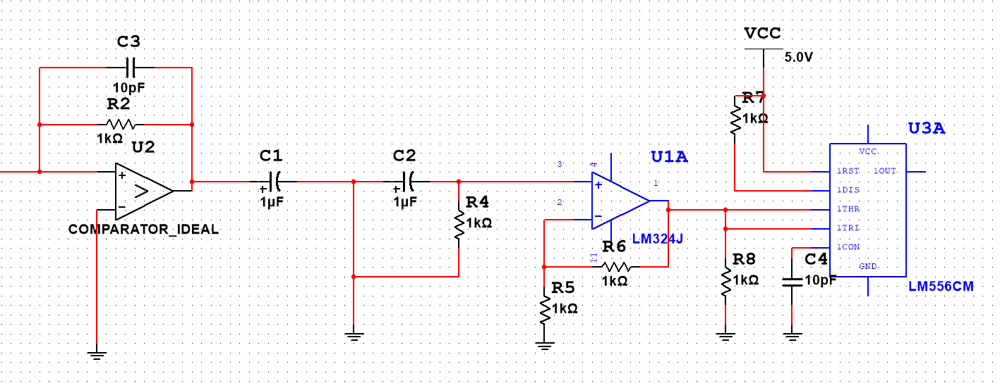 VCC
5.0V
C3
10pF
R2
1kΩ
U2
COMPARATOR_IDEAL
C1
1µF
C2
1µF
R4
1kΩ
U1A
3
2
4
1
11
LM324J
R6
1kΩ
R5
1kΩ
R7
1kΩ
U3A
VCC
1RST
1OUT
1DIS
1THR
1TRI
1CON
GND
LM556CM
R8
1kΩ
C4
10pF
+
−
>
+
+
+
−